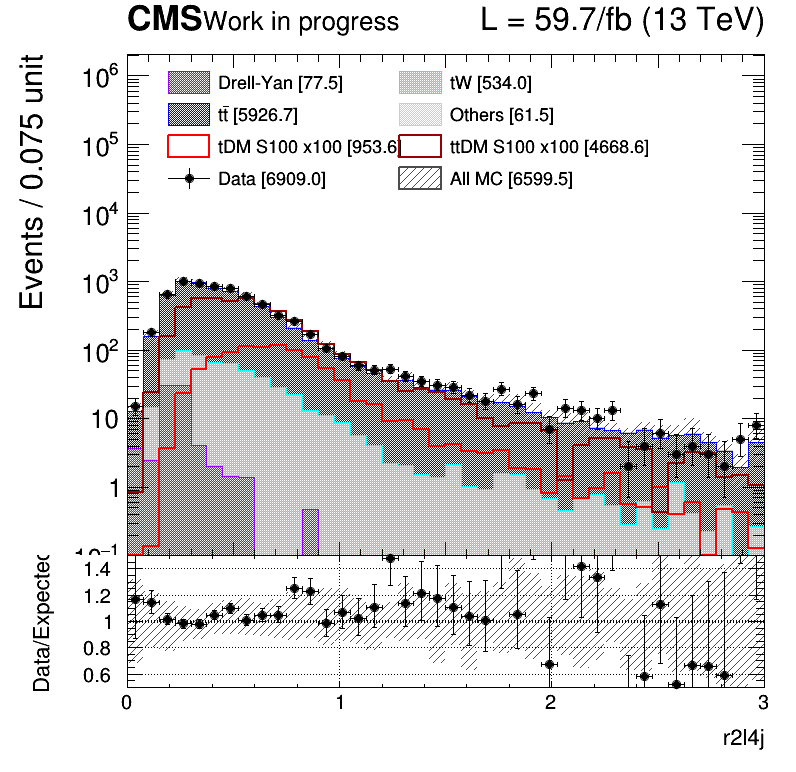 CMS Work in progress L = 59.7/fb (13 TeV)
Events / 0.075 unit
10⁶
10⁵
10⁴
10³
10²
10
1
10⁻¹
Drell-Yan [77.5] tW [534.0]
tt̄ [5926.7] Others [61.5]
tDM S100 x100 [953.6] ttDM S100 x100 [4668.6]
Data [6909.0] All MC [6599.5]
Data/Expected
1.4
1.2
1
0.8
0.6
0 1 2 3
r2l4j